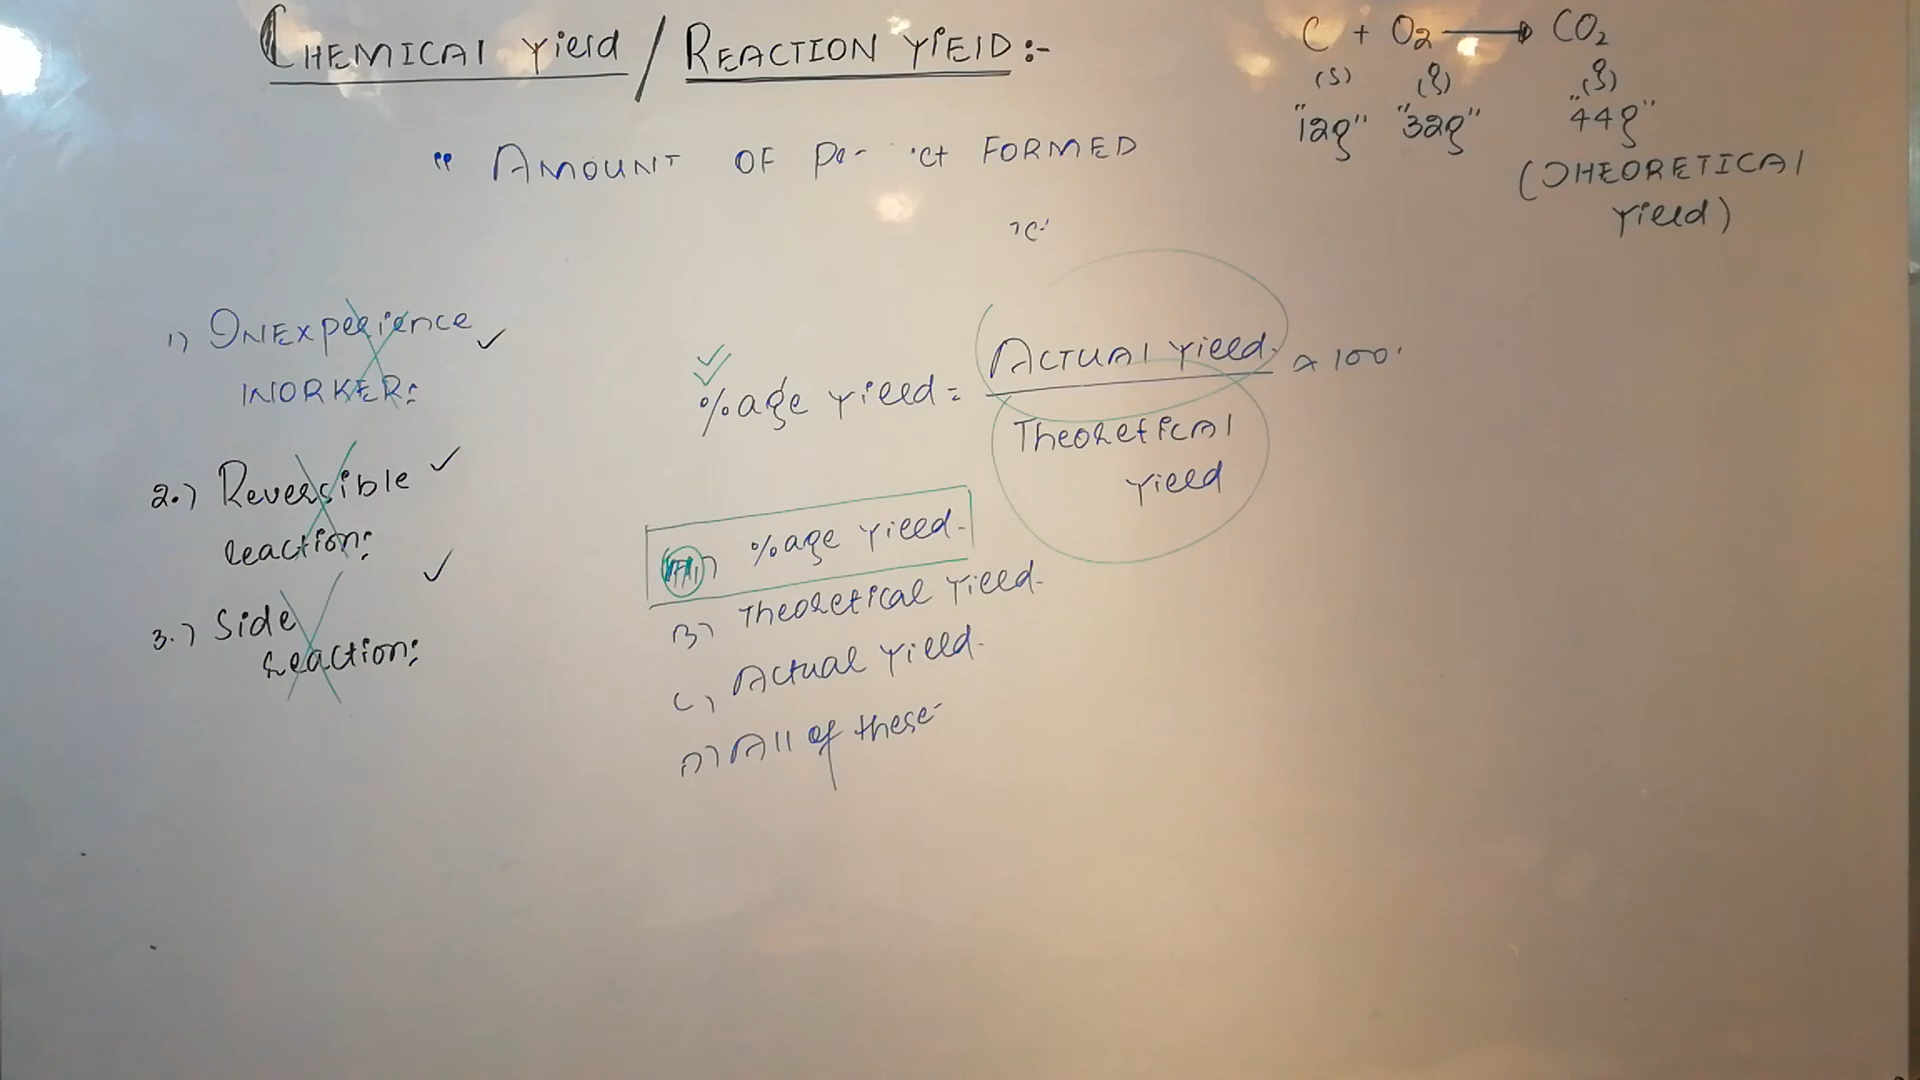 CHEMICAL Yield / REACTION YIELD :-
" AMOUNT OF FORMED
C + O₂ → CO₂
(s) (g) (g)
"12g" "32g" "44g"
(THEORETICAL
Yield)
1) INExperience
WORKER:
2.) Reversible
reaction:
3.) Side
reaction:
%age yield = Actual Yield × 100
Theoretical
Yield
A) %age Yield.
B) Theoretical Yield.
C) Actual Yield.
D) All of these